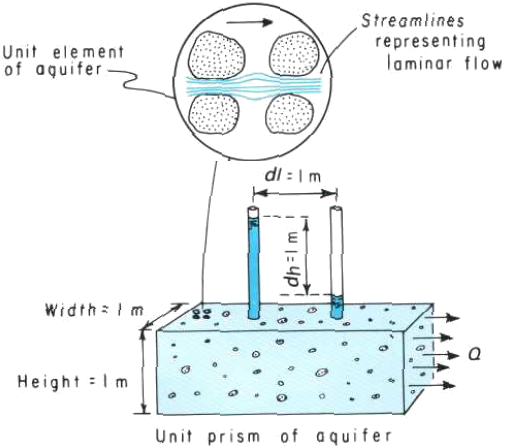 Streamlines
representing
laminar flow
Unit element
of aquifer
dl = 1 m
dh = 1 m
Width = 1 m
Height = 1 m
Q
Unit prism of aquifer